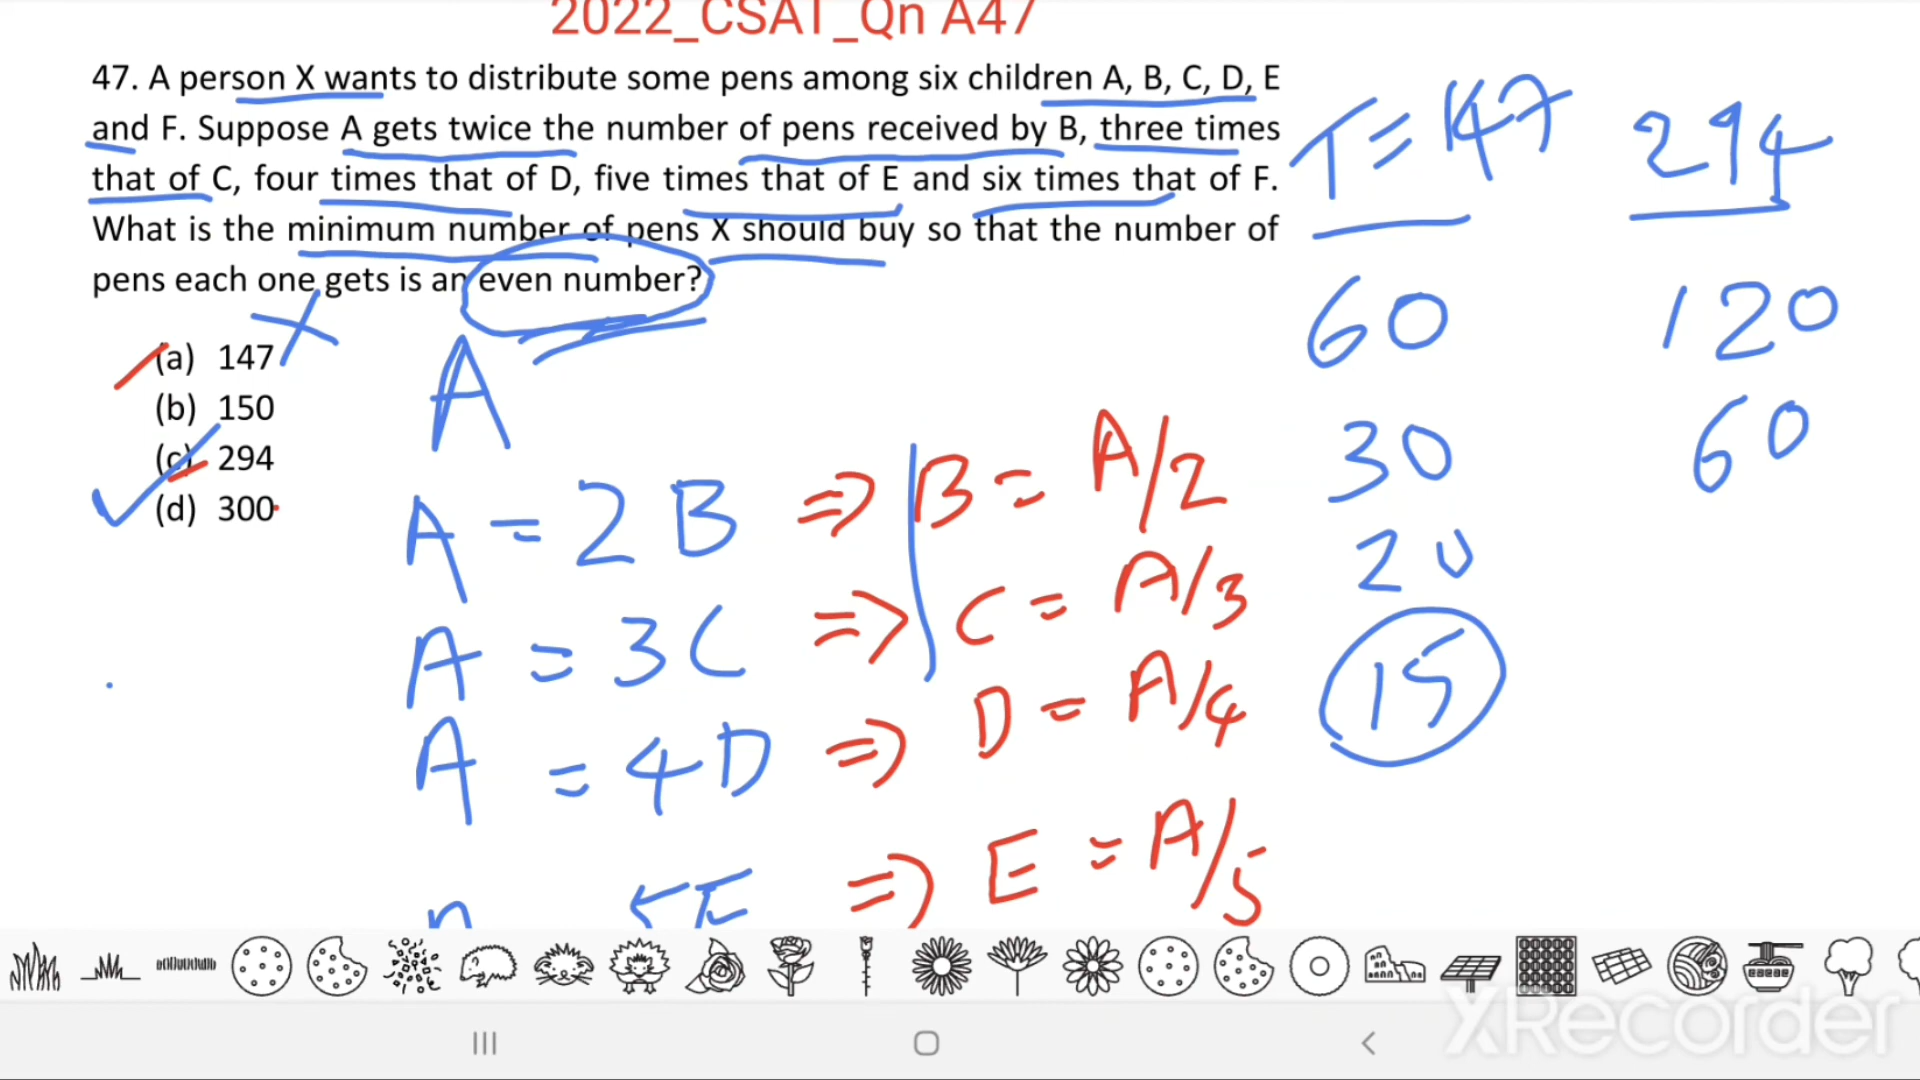 2022_CSAT_Qn A47
47. A person X wants to distribute some pens among six children A, B, C, D, E
and F. Suppose A gets twice the number of pens received by B, three times
that of C, four times that of D, five times that of E and six times that of F.
What is the minimum number of pens X should buy so that the number of
pens each one gets is an even number?
(a) 147
(b) 150
(c) 294
(d) 300
A
A = 2B => B = A/2
A = 3C => C = A/3
A = 4D => D = A/4
=> E = A/5
T = 147 294
60 120
30 60
20
15
XRecorder